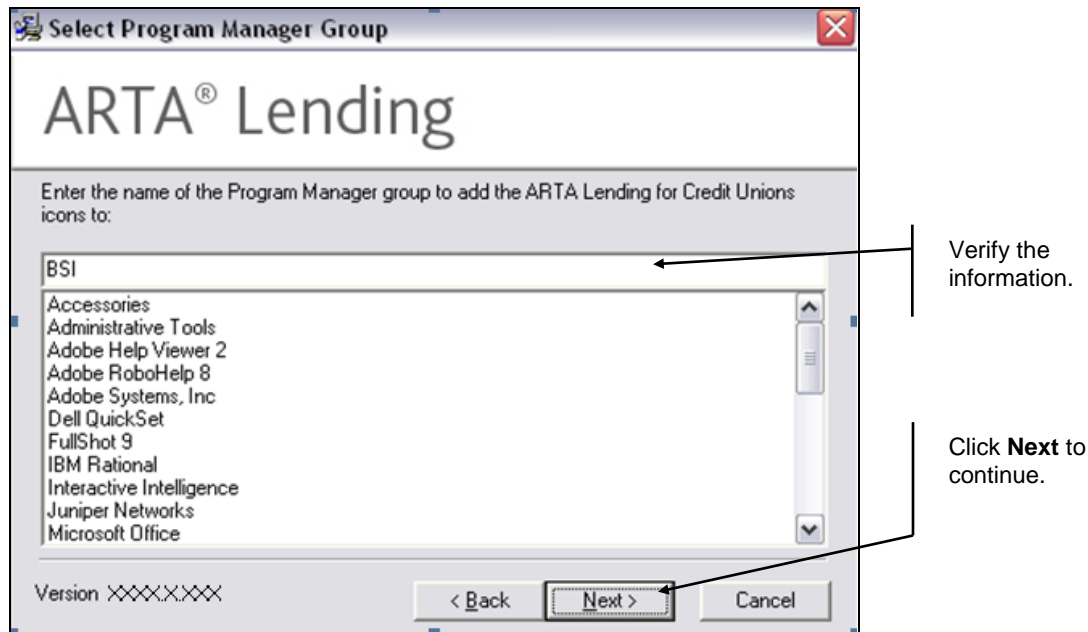 Select Program Manager Group
ARTA® Lending
Enter the name of the Program Manager group to add the ARTA Lending for Credit Unions
icons to:
BSI
Accessories
Administrative Tools
Adobe Help Viewer 2
Adobe RoboHelp 8
Adobe Systems, Inc
Dell QuickSet
FullShot 9
IBM Rational
Interactive Intelligence
Juniper Networks
Microsoft Office
Version XXXX.X.XXX
< Back
Next >
Cancel
Verify the
information.
Click Next to
continue.